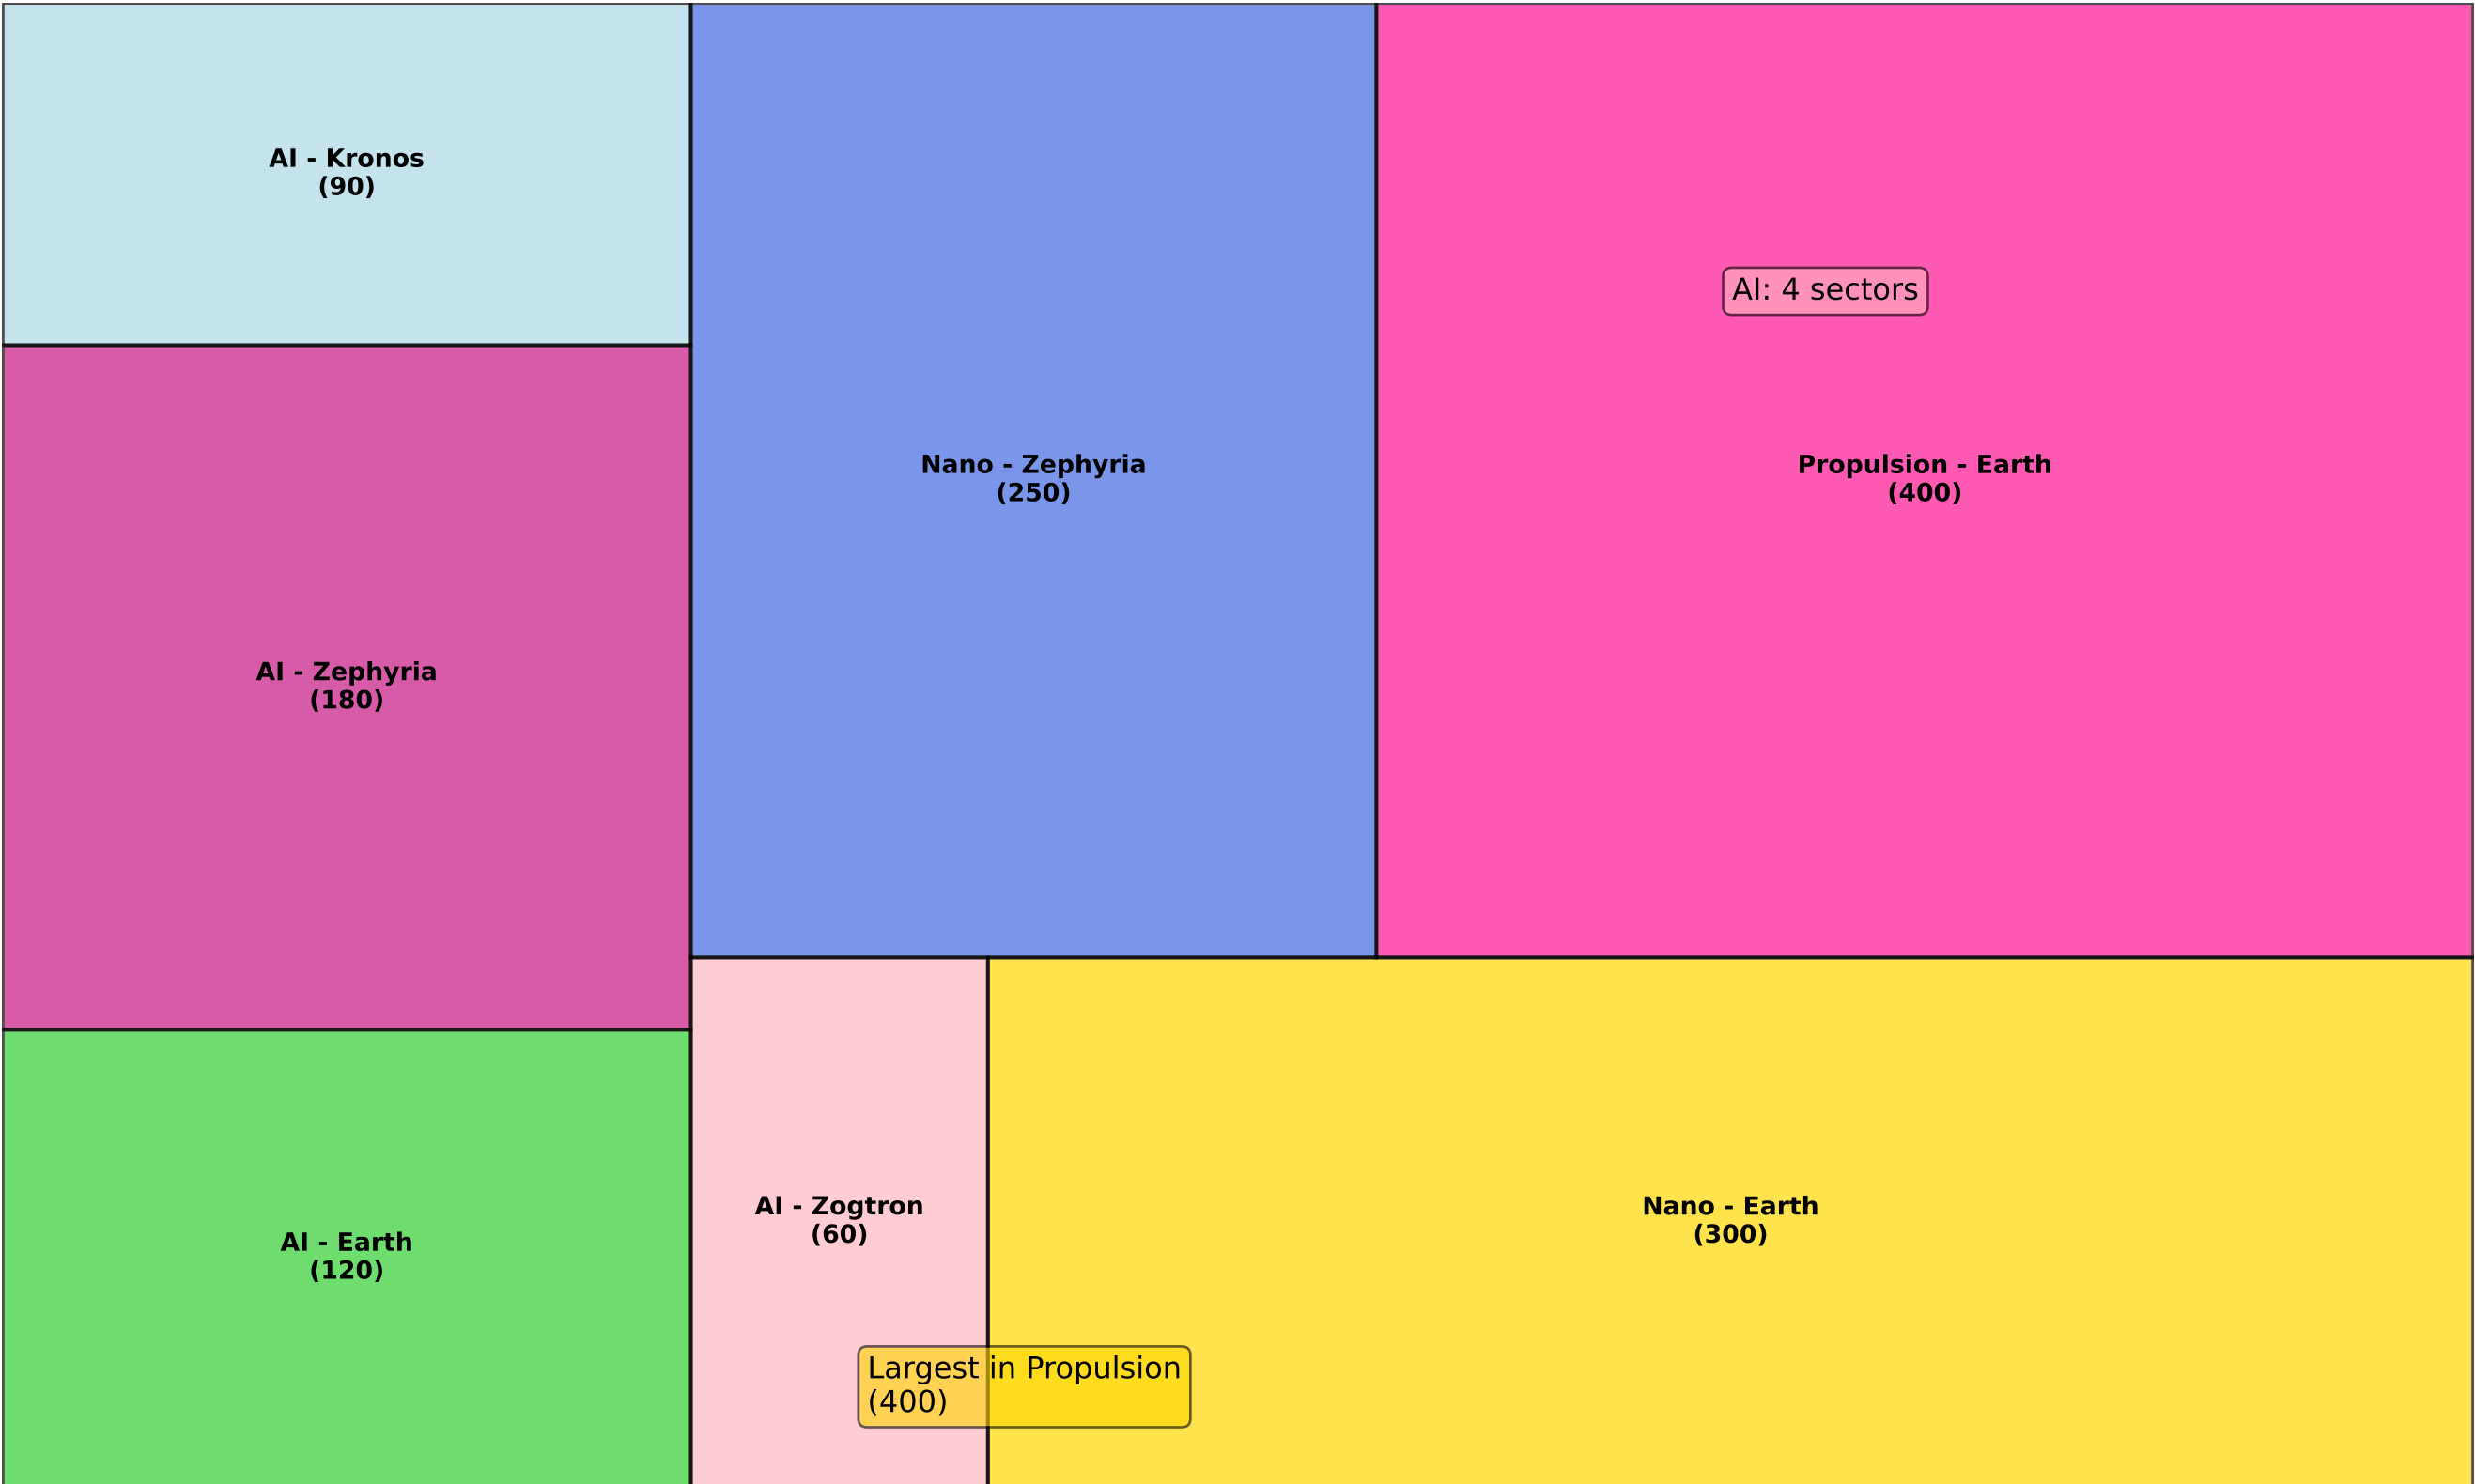 AI - Kronos
(90)
AI: 4 sectors
Nano - Zephyria
(250)
Propulsion - Earth
(400)
AI - Zephyria
(180)
AI - Zogtron
(60)
Nano - Earth
(300)
AI - Earth
(120)
Largest in Propulsion
(400)